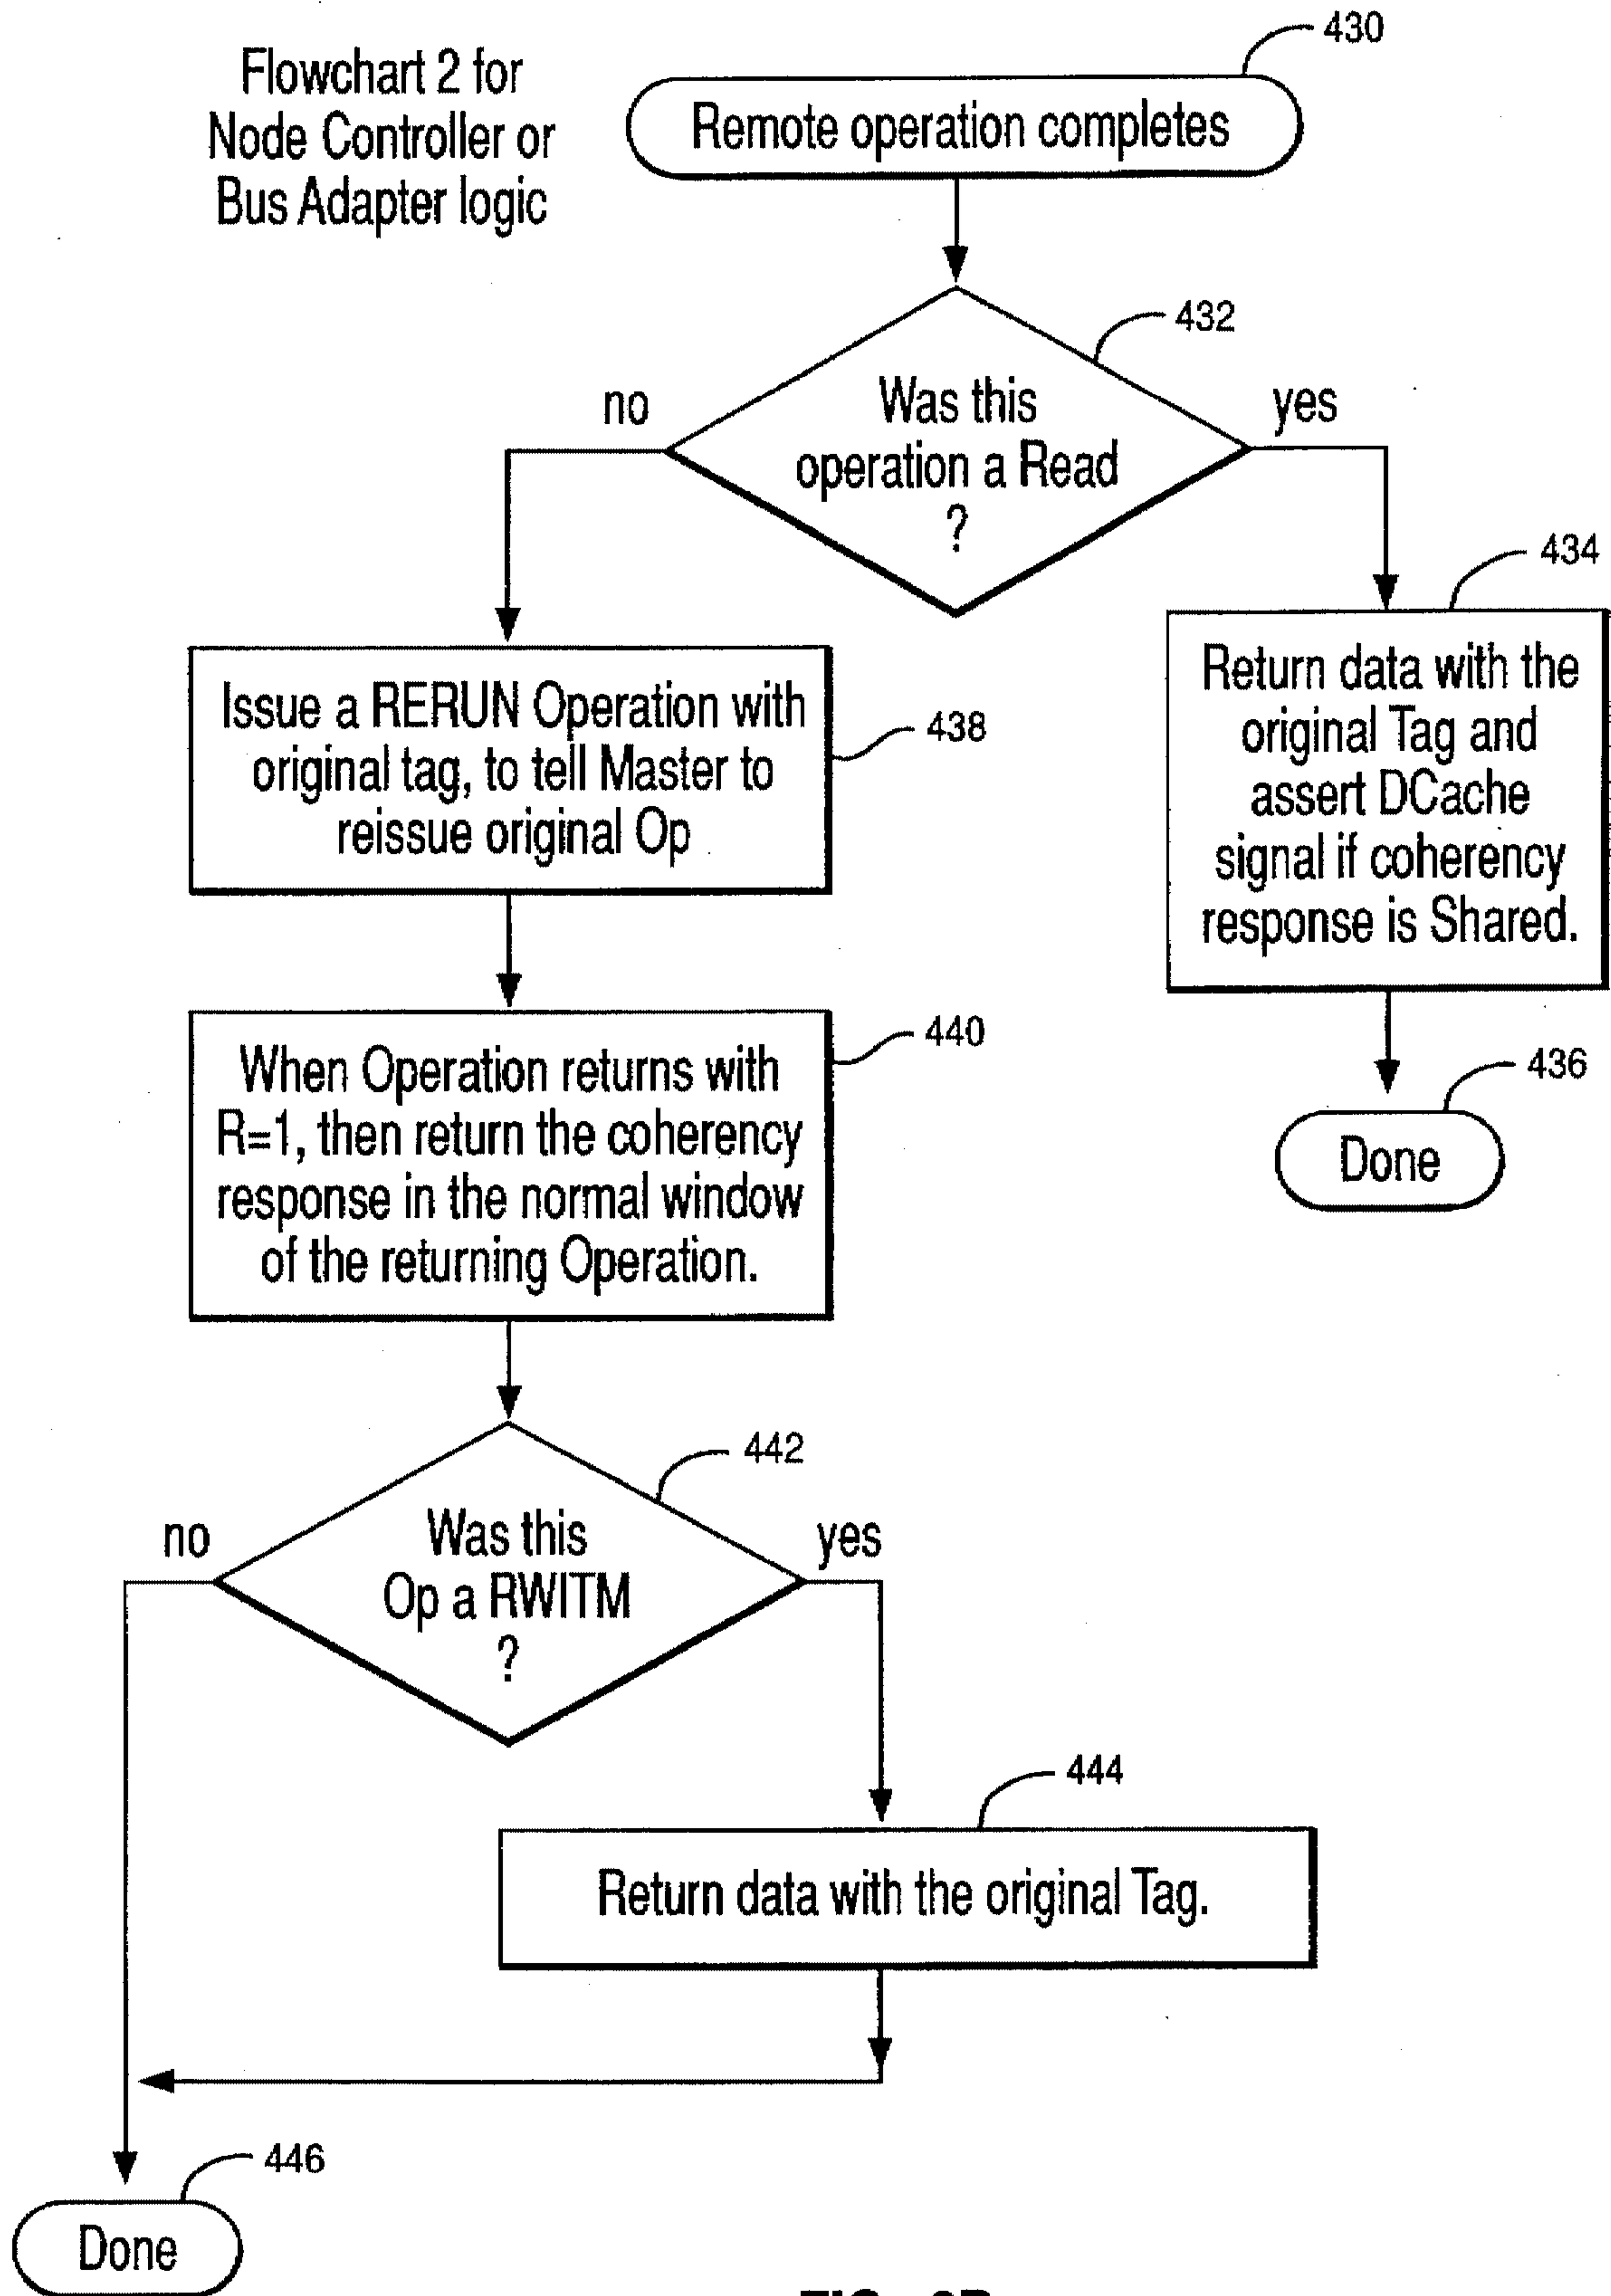 Flowchart 2 for
Node Controller or
Bus Adapter logic
430
Remote operation completes
432
Was this
operation a Read
?
no
yes
434
Return data with the
original Tag and
assert DCache
signal if coherency
response is Shared.
436
Done
438
Issue a RERUN Operation with
original tag, to tell Master to
reissue original Op
440
When Operation returns with
R=1, then return the coherency
response in the normal window
of the returning Operation.
442
Was this
Op a RWITM
?
no
yes
444
Return data with the original Tag.
446
Done